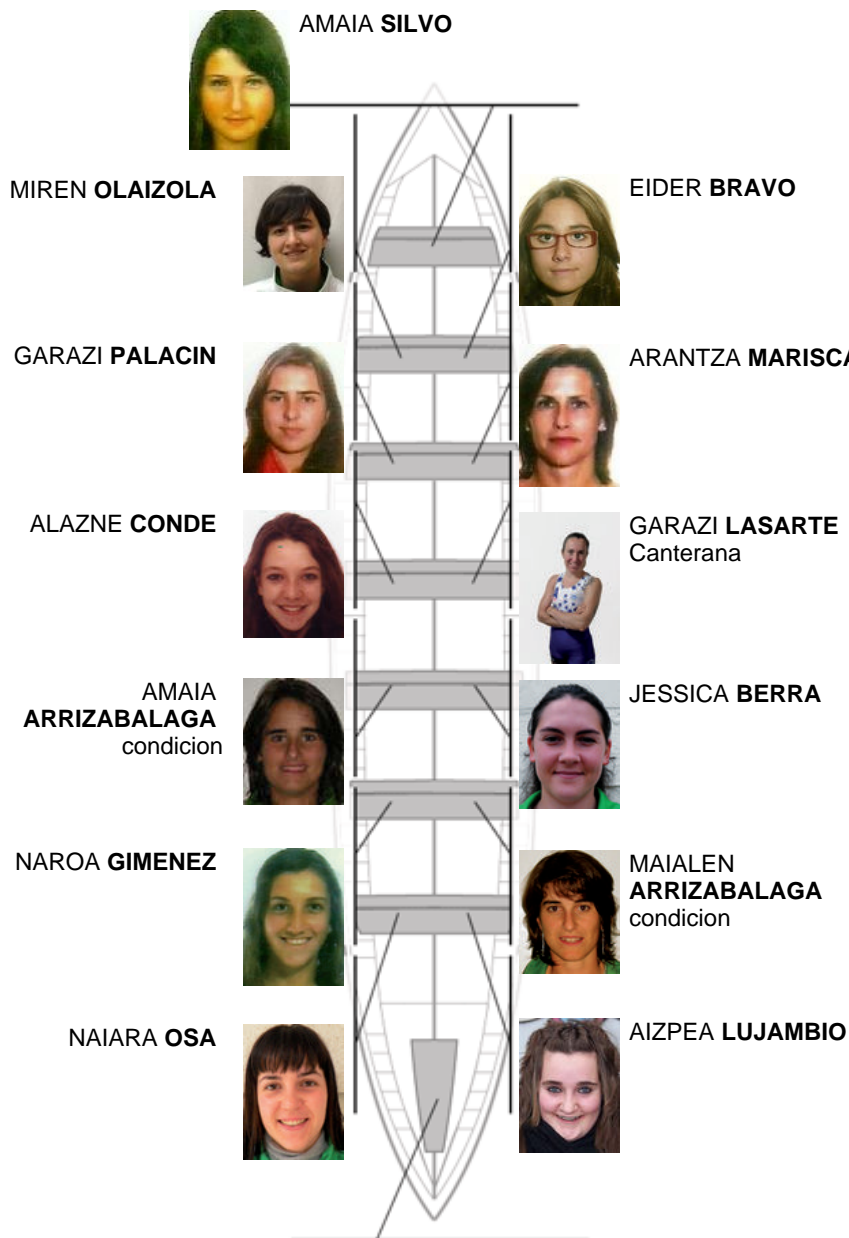 AMAIA SILVO
MIREN OLAIZOLA
EIDER BRAVO
GARAZI PALACIN
ARANTZA MARISCA
ALAZNE CONDE
GARAZI LASARTE
Canterana
AMAIA
ARRIZABALAGA
condicion
JESSICA BERRA
NAROA GIMENEZ
MAIALEN
ARRIZABALAGA
condicion
NAIARA OSA
AIZPEA LUJAMBIO